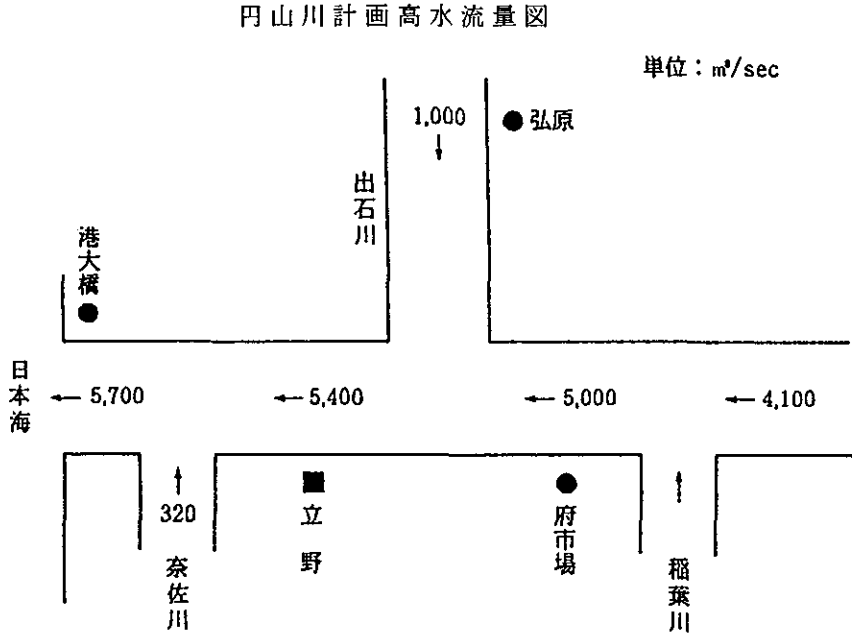 円山川計画高水流量図
単位：㎥/sec
1,000
↓
弘原
出石川
港大橋
日本海
← 5,700
← 5,400
← 5,000
← 4,100
↑
320
奈佐川
立野
府市場
↑
稲葉川